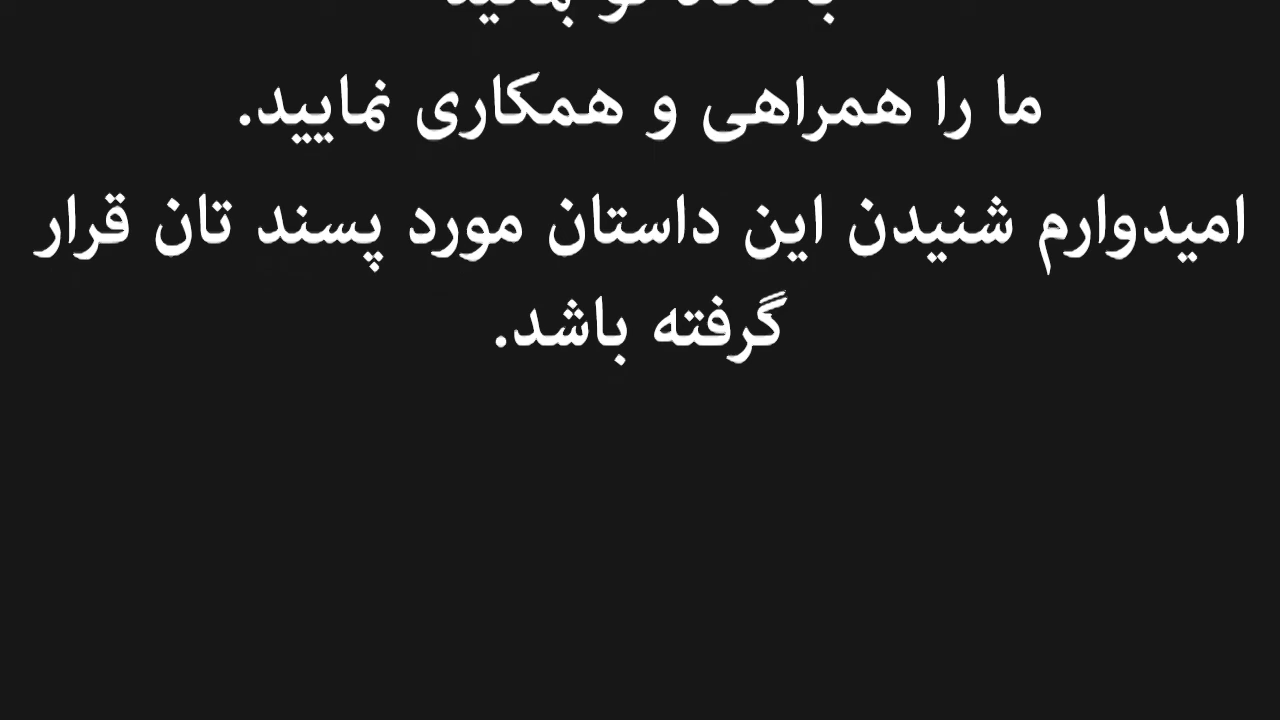 ما را همراهی و همکاری نمایید.
امیدوارم شنیدن این داستان مورد پسند تان قرار
گرفته باشد.